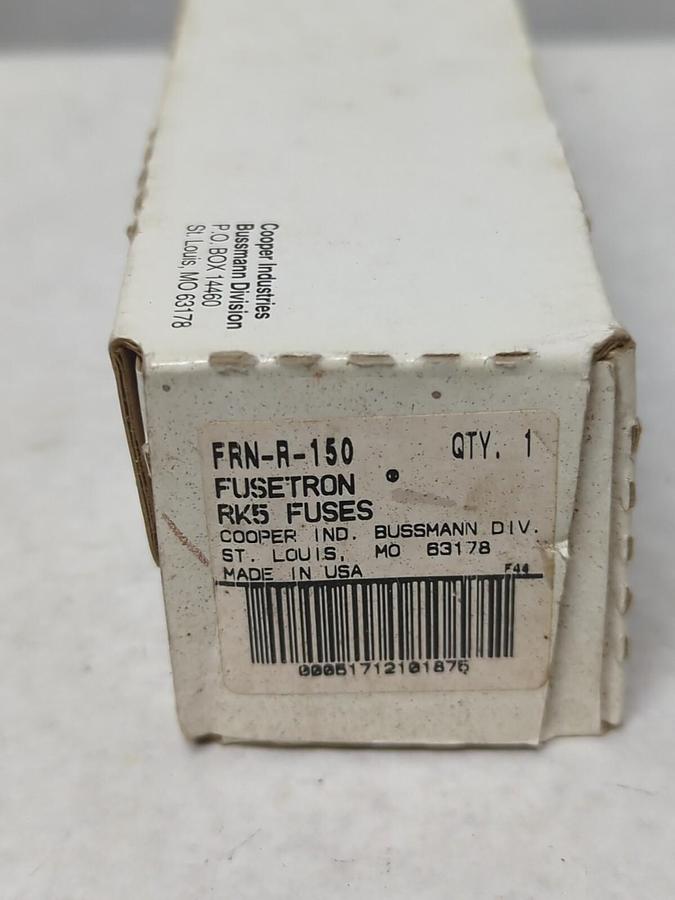 Cooper Industries
Bussmann Division
P.O. BOX 14460
St. Louis, MO 63178
FRN-R-150 QTY. 1
FUSETRON ®
RK5 FUSES
COOPER IND. BUSSMANN DIV.
ST. LOUIS, MO 63178
MADE IN USA F44
00051712101875